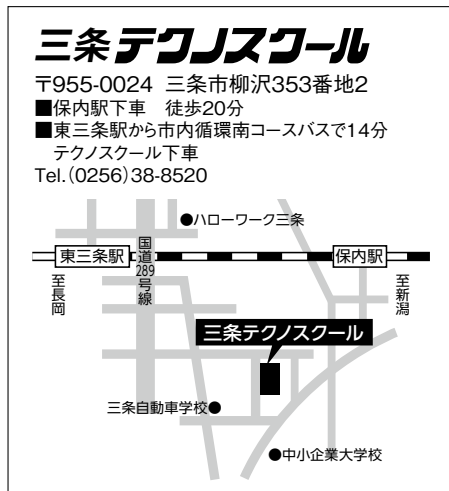 三条テクノスクール
〒955-0024 三条市柳沢353番地2
■保内駅下車 徒歩20分
■東三条駅から市内循環南コースバスで14分
テクノスクール下車
Tel.(0256)38-8520
●ハローワーク三条
東三条駅
国道289号線
保内駅
至長岡
至新潟
三条テクノスクール
三条自動車学校●
●中小企業大学校